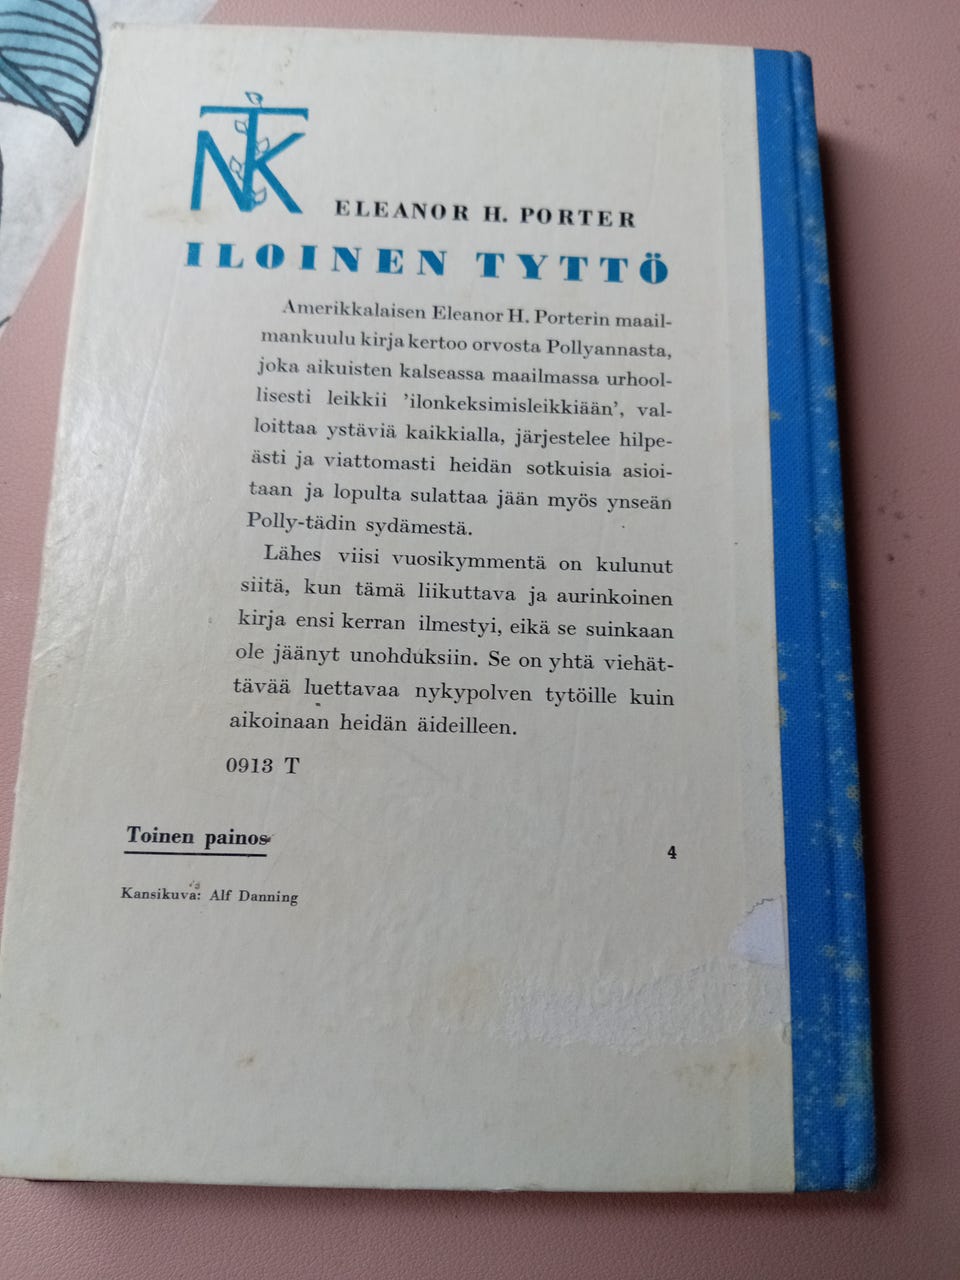 NTK
ELEANOR H. PORTER
ILOINEN TYTTÖ
Amerikkalaisen Eleanor H. Porterin maail-
mankuulu kirja kertoo orvosta Pollyannasta,
joka aikuisten kalseassa maailmassa urhool-
lisesti leikkii 'ilonkeksimisleikkiään', val-
loittaa ystäviä kaikkialla, järjestelee hilpe-
ästi ja viattomasti heidän sotkuisia asioi-
taan ja lopulta sulattaa jään myös ynseän
Polly-tädin sydämestä.
Lähes viisi vuosikymmentä on kulunut
siitä, kun tämä liikuttava ja aurinkoinen
kirja ensi kerran ilmestyi, eikä se suinkaan
ole jäänyt unohduksiin. Se on yhtä viehät-
tävää luettavaa nykypolven tytöille kuin
aikoinaan heidän äideilleen.
0913 T
Toinen painos
4
Kansikuva: Alf Danning